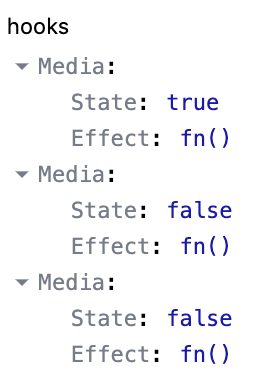 hooks
Media:
State: true
Effect: fn()
Media:
State: false
Effect: fn()
Media:
State: false
Effect: fn()